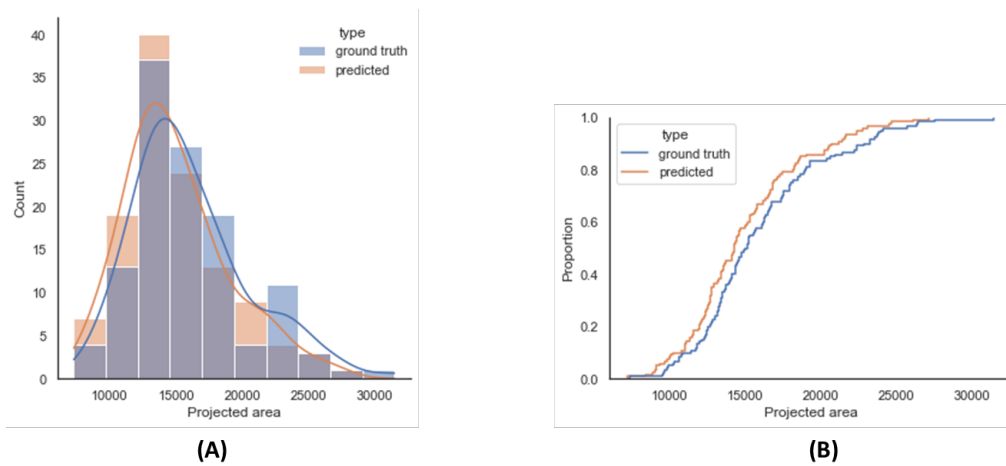 type
ground truth
predicted
Count
40
35
30
25
20
15
10
5
0
10000 15000 20000 25000 30000
Projected area
(A)
type
ground truth
predicted
Proportion
1.0
0.8
0.6
0.4
0.2
0.0
10000 15000 20000 25000 30000
Projected area
(B)